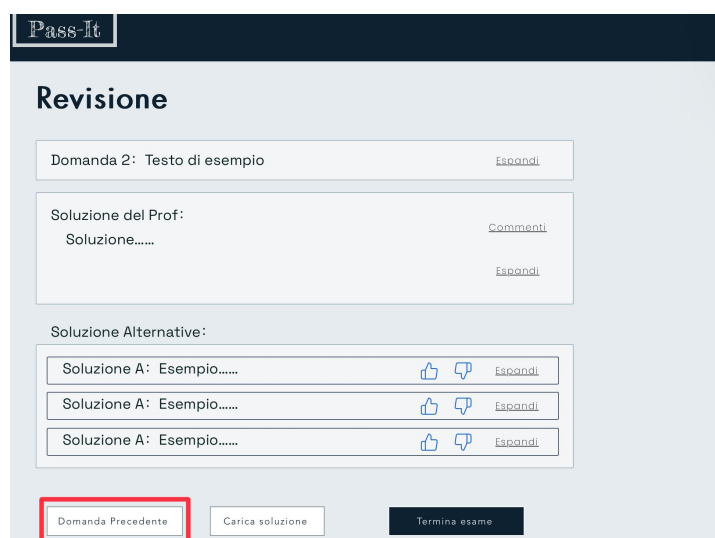 Pass-It
Revisione
Domanda 2: Testo di esempio Espandi
Soluzione del Prof:
Commenti
Soluzione......
Espandi
Soluzione Alternative:
Soluzione A: Esempio...... Espandi
Soluzione A: Esempio...... Espandi
Soluzione A: Esempio...... Espandi
Domanda Precedente Carica soluzione Termina esame